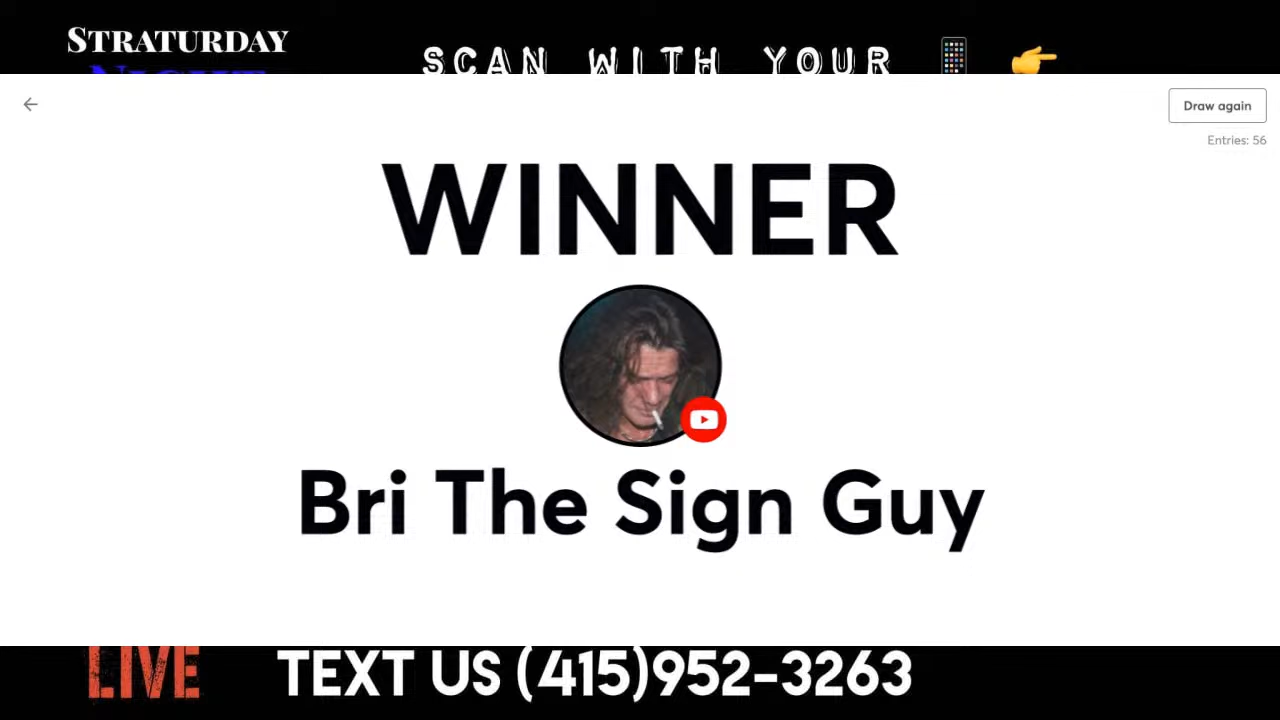 STRATURDAY
NIGHT
SCAN WITH YOUR
Draw again
Entries: 56
WINNER
Bri The Sign Guy
LIVE
TEXT US (415)952-3263